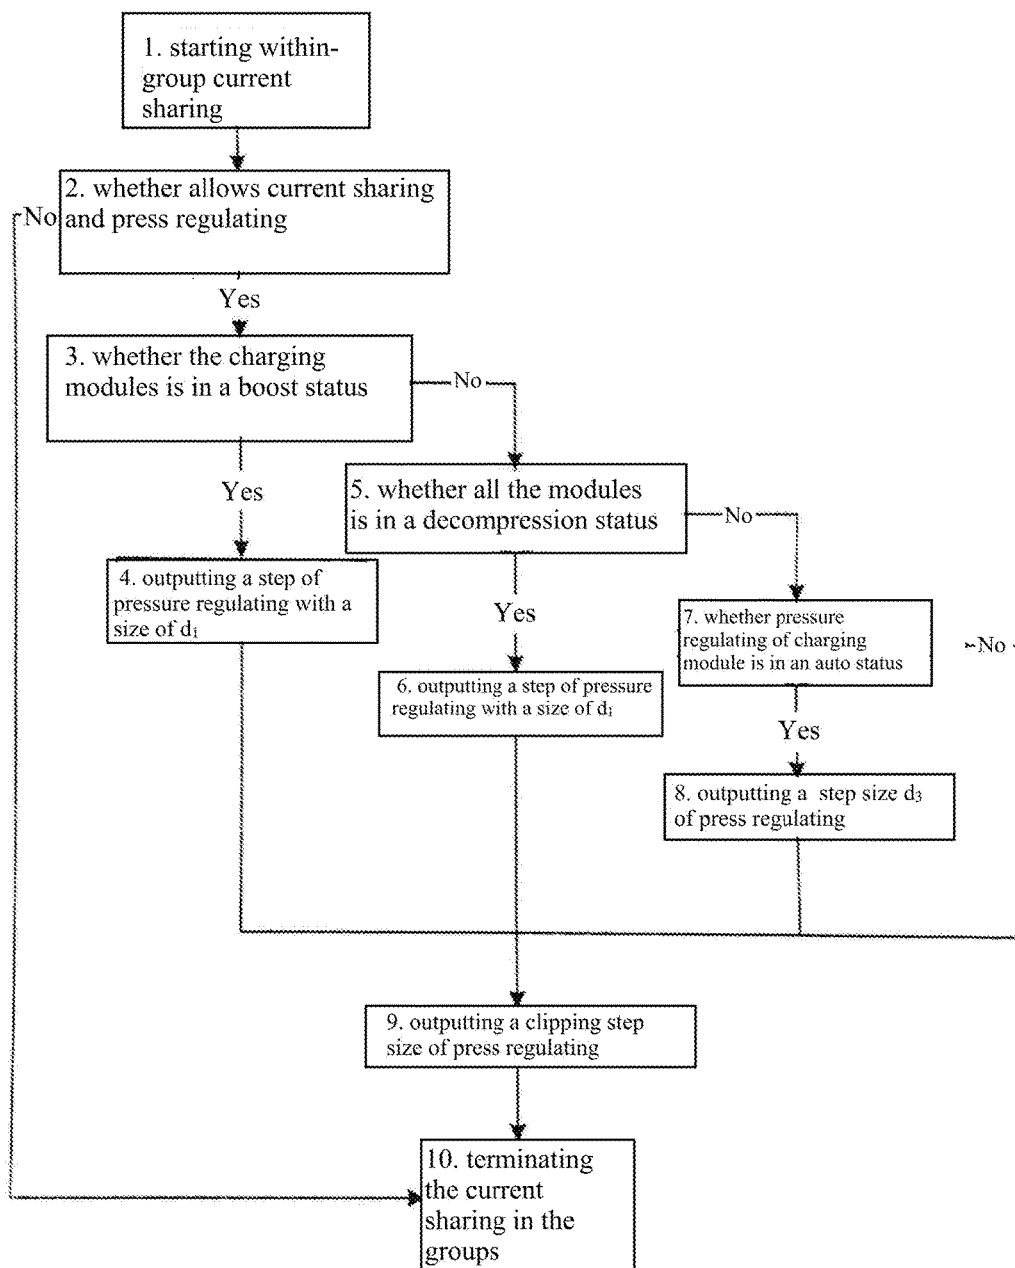 1. starting within-
group current
sharing
2. whether allows current sharing
and press regulating
No
Yes
3. whether the charging
modules is in a boost status
No
Yes
5. whether all the modules
is in a decompression status
No
4. outputting a step of
pressure regulating with a
size of d₁
Yes
7. whether pressure
regulating of charging
module is in an auto status
No
6. outputting a step of pressure
regulating with a size of d₁
Yes
8. outputting a step size d₃
of press regulating
9. outputting a clipping step
size of press regulating
10. terminating
the current
sharing in the
groups